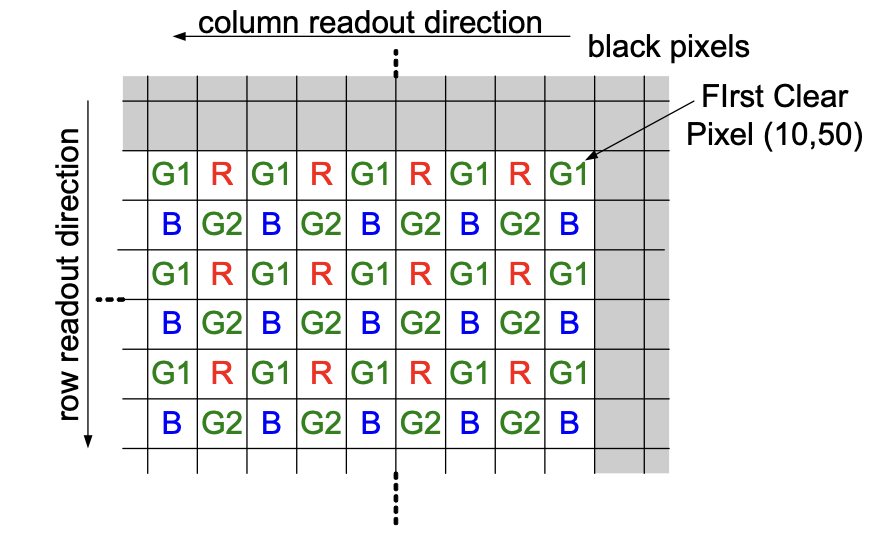 column readout direction
black pixels
FIrst Clear
Pixel (10,50)
row readout direction
G1 R G1 R G1 R G1 R G1
B G2 B G2 B G2 B G2 B
G1 R G1 R G1 R G1 R G1
B G2 B G2 B G2 B G2 B
G1 R G1 R G1 R G1 R G1
B G2 B G2 B G2 B G2 B